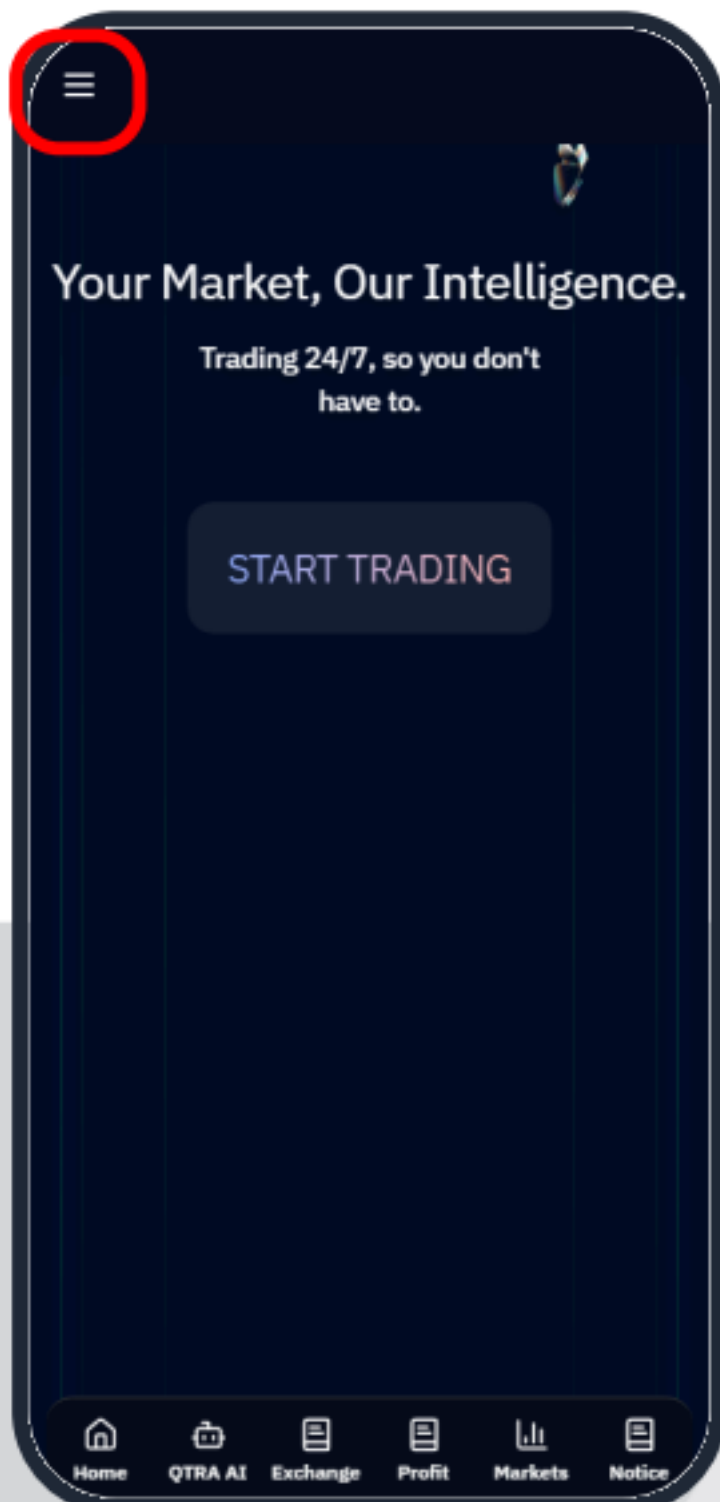 Your Market, Our Intelligence.
Trading 24/7, so you don't
have to.
START TRADING
Home QTRA AI Exchange Profit Markets Notice